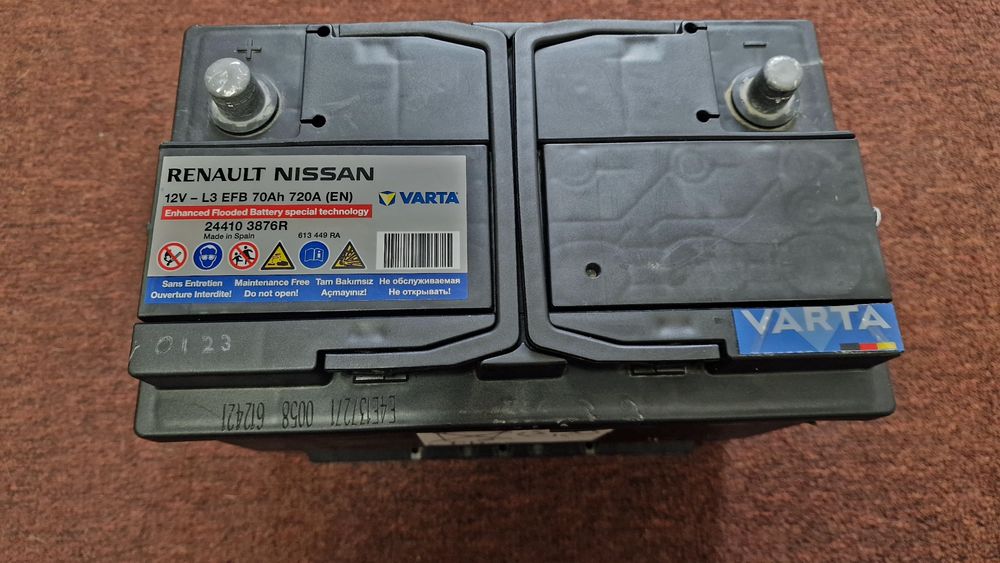 +
-
RENAULT NISSAN
12V – L3 EFB 70Ah 720A (EN)
VARTA
Enhanced Flooded Battery special technology
24410 3876R
Made in Spain
613 449 RA
Sans Entretien
Ouverture Interdite!
Maintenance Free
Do not open!
Tam Bakımsız
Açmayınız!
Не обслуживаемая
Не открывать!
VARTA
0123
E4E137271 0058 612421